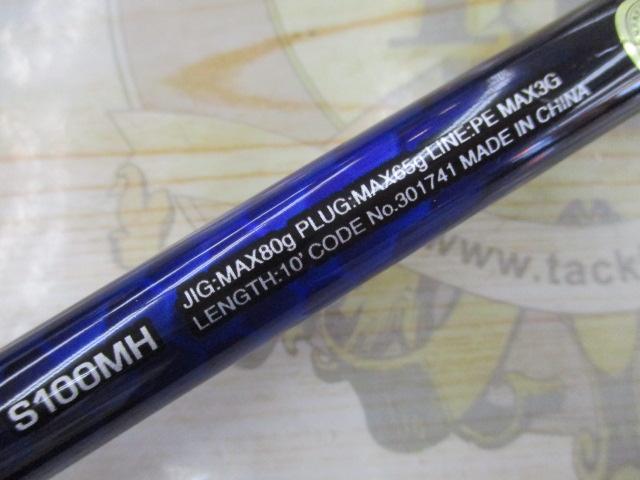 S100MH
JIG:MAX80g PLUG:MAX65g LINE:PE MAX3G
LENGTH:10' CODE No.301741 MADE IN CHINA
www.tack